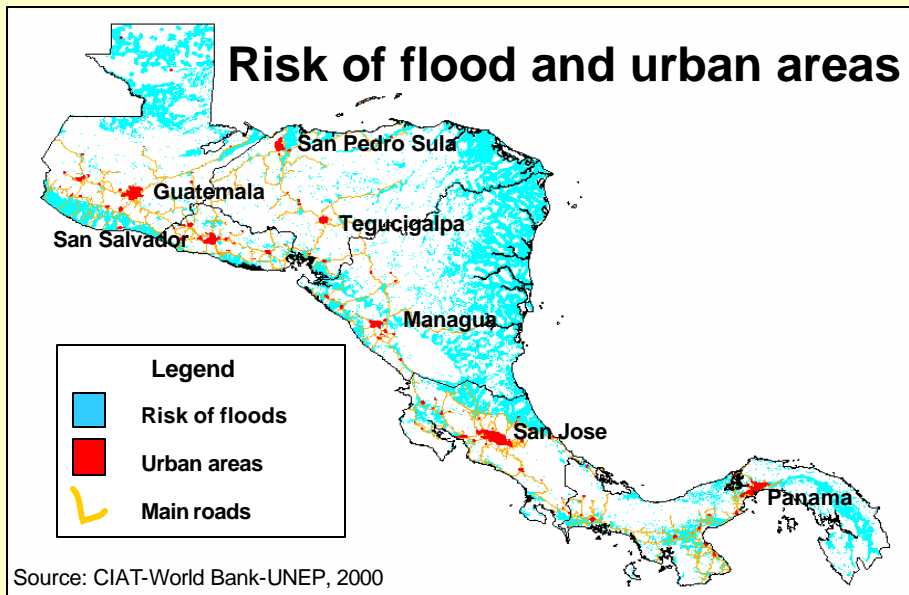 Risk of flood and urban areas
San Pedro Sula
Guatemala
Tegucigalpa
San Salvador
Managua
Legend
Risk of floods
Urban areas
Main roads
San Jose
Panama
Source: CIAT-World Bank-UNEP, 2000